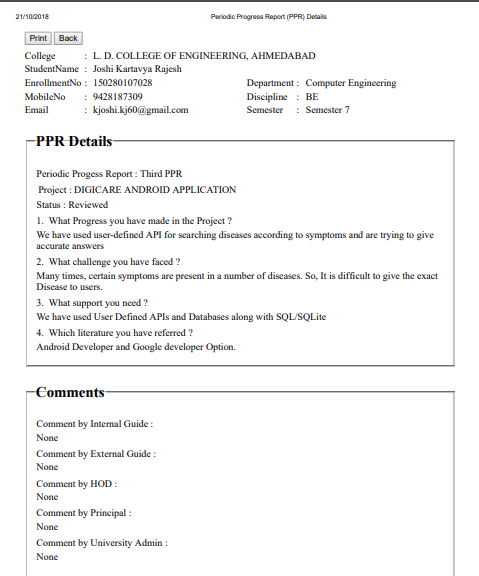 21/10/2018 Periodic Progress Report (PPR) Details
Print Back
College : L. D. COLLEGE OF ENGINEERING, AHMEDABAD
StudentName : Joshi Kartavya Rajesh
EnrollmentNo : 150280107028 Department : Computer Engineering
MobileNo : 9428187309 Discipline : BE
Email : kjoshi.kj60@gmail.com Semester : Semester 7
PPR Details
Periodic Progess Report : Third PPR
Project : DIGICARE ANDROID APPLICATION
Status : Reviewed
1. What Progress you have made in the Project ?
We have used user-defined API for searching diseases according to symptoms and are trying to give
accurate answers
2. What challenge you have faced ?
Many times, certain symptoms are present in a number of diseases. So, It is difficult to give the exact
Disease to users.
3. What support you need ?
We have used User Defined APIs and Databases along with SQL/SQLite
4. Which literature you have referred ?
Android Developer and Google developer Option.
Comments
Comment by Internal Guide :
None
Comment by External Guide :
None
Comment by HOD :
None
Comment by Principal :
None
Comment by University Admin :
None